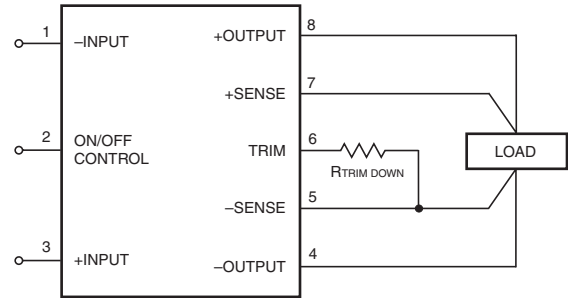 1
–INPUT
2
ON/OFF
CONTROL
3
+INPUT
+OUTPUT
8
+SENSE
7
TRIM
6
RTRIM DOWN
–SENSE
5
–OUTPUT
4
LOAD